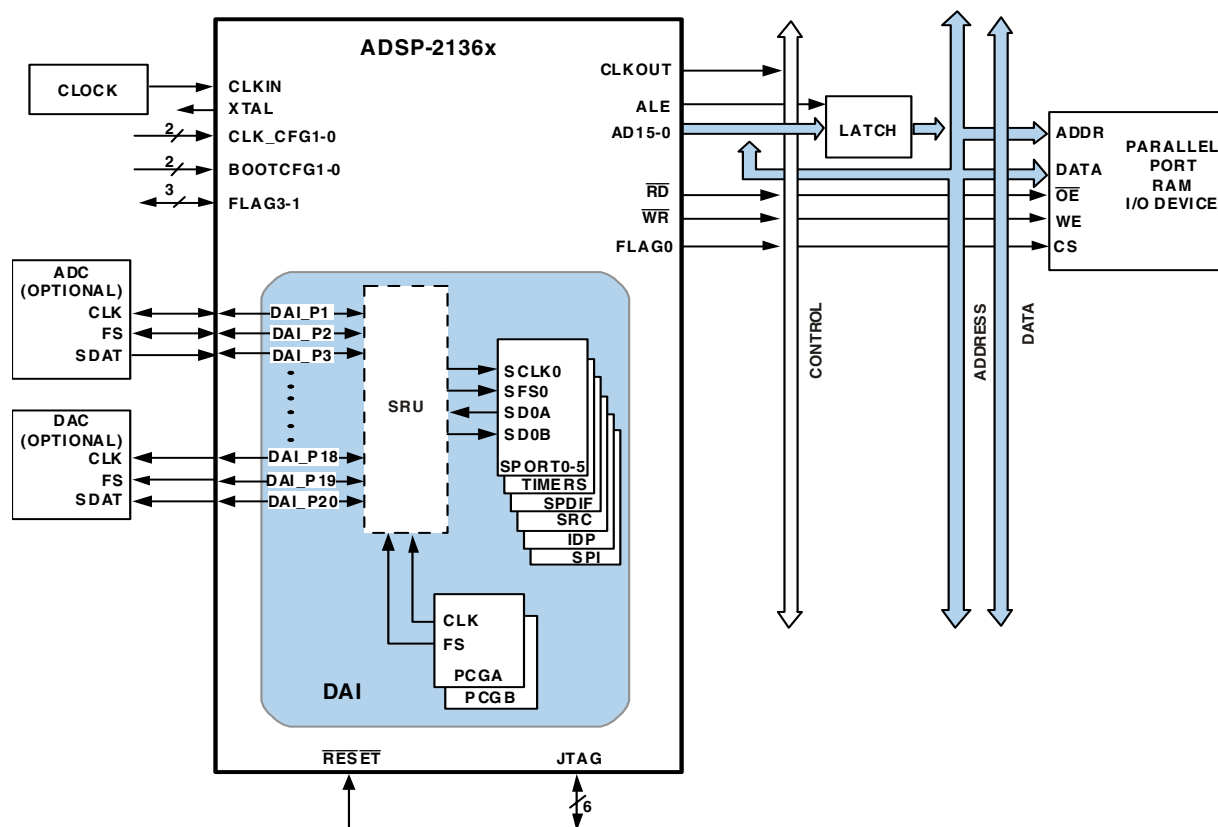 ADSP-2136x
CLOCK
CLKIN
XTAL
2
CLK_CFG1-0
2
BOOTCFG1-0
3
FLAG3-1
CLKOUT
ALE
AD15-0
RD
WR
FLAG0
LATCH
CONTROL
ADDRESS
DATA
ADDR
DATA
OE
WE
CS
PARALLEL
PORT
RAM
I/O DEVICE
ADC
(OPTIONAL)
CLK
FS
SDAT
DAC
(OPTIONAL)
CLK
FS
SDAT
DAI_P1
DAI_P2
DAI_P3
DAI_P18
DAI_P19
DAI_P20
SRU
SCLK0
SFS0
SD0A
SD0B
SPORT0-5
TIMERS
SPDIF
SRC
IDP
SPI
CLK
FS
PCGA
PCGB
DAI
RESET
JTAG
6